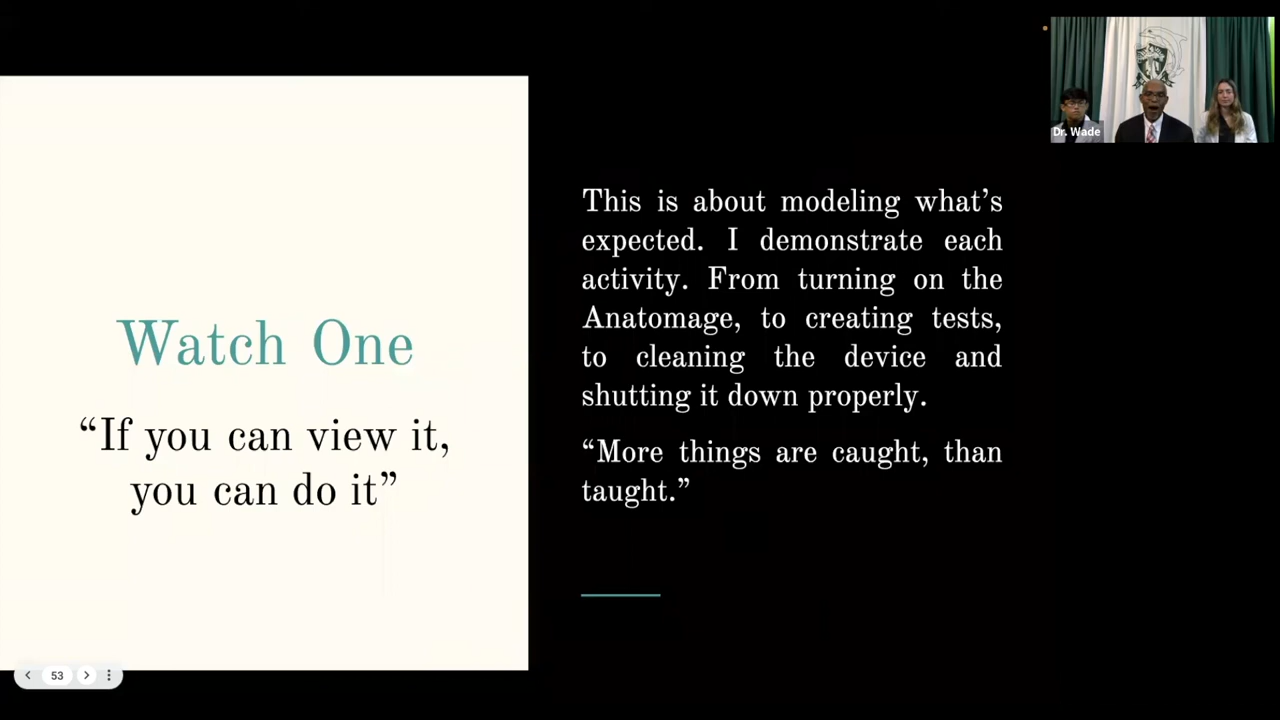 Dr. Wade
Watch One
“If you can view it,
you can do it”
This is about modeling what’s
expected. I demonstrate each
activity. From turning on the
Anatomage, to creating tests,
to cleaning the device and
shutting it down properly.
“More things are caught, than
taught.”
53